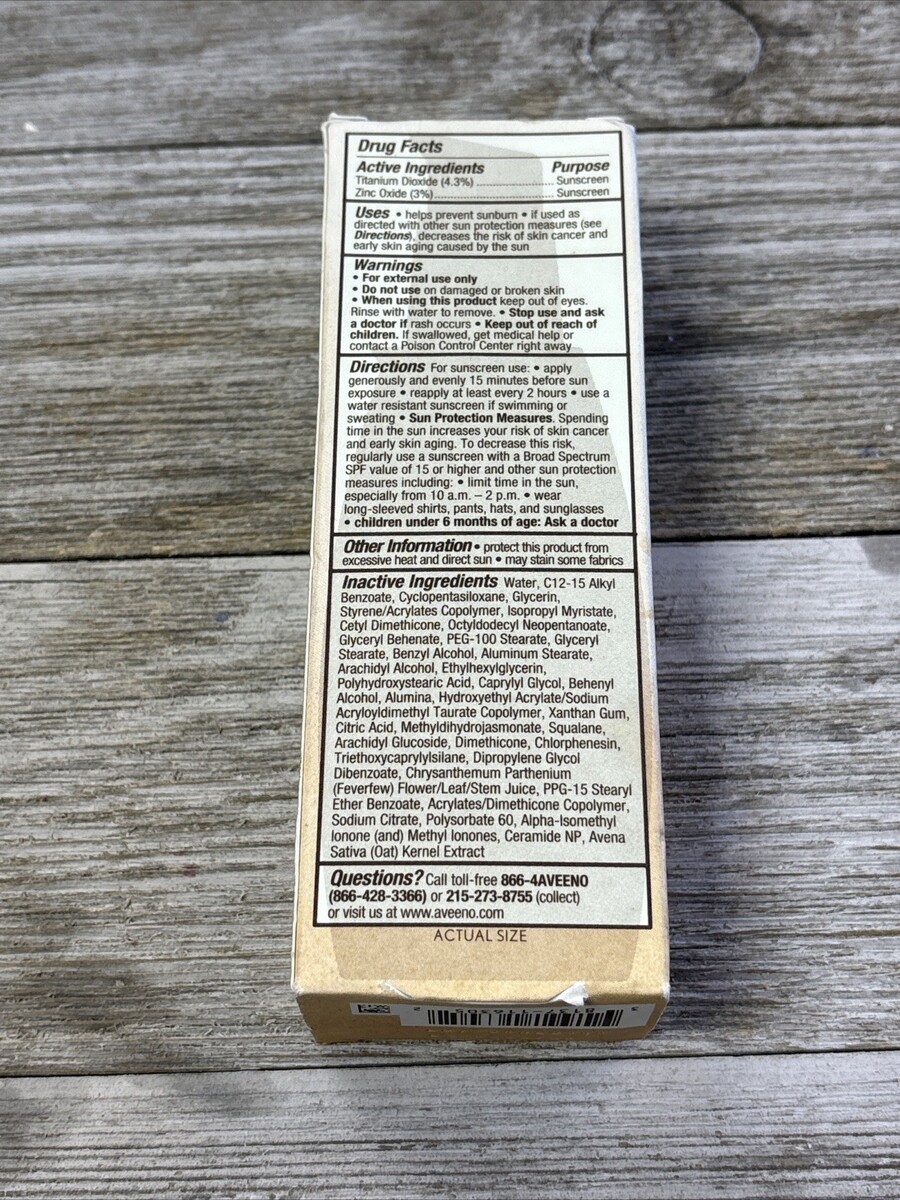 Drug Facts
Active Ingredients Purpose
Titanium Dioxide (4.3%) ........................ Sunscreen
Zinc Oxide (3%)..................................... Sunscreen
Uses • helps prevent sunburn • if used as
directed with other sun protection measures (see
Directions), decreases the risk of skin cancer and
early skin aging caused by the sun
Warnings
• For external use only
• Do not use on damaged or broken skin
• When using this product keep out of eyes.
Rinse with water to remove. • Stop use and ask
a doctor if rash occurs • Keep out of reach of
children. If swallowed, get medical help or
contact a Poison Control Center right away
Directions For sunscreen use: • apply
generously and evenly 15 minutes before sun
exposure • reapply at least every 2 hours • use a
water resistant sunscreen if swimming or
sweating • Sun Protection Measures. Spending
time in the sun increases your risk of skin cancer
and early skin aging. To decrease this risk,
regularly use a sunscreen with a Broad Spectrum
SPF value of 15 or higher and other sun protection
measures including: • limit time in the sun,
especially from 10 a.m. – 2 p.m. • wear
long-sleeved shirts, pants, hats, and sunglasses
• children under 6 months of age: Ask a doctor
Other Information • protect this product from
excessive heat and direct sun • may stain some fabrics
Inactive Ingredients Water, C12-15 Alkyl
Benzoate, Cyclopentasiloxane, Glycerin,
Styrene/Acrylates Copolymer, Isopropyl Myristate,
Cetyl Dimethicone, Octyldodecyl Neopentanoate,
Glyceryl Behenate, PEG-100 Stearate, Glyceryl
Stearate, Benzyl Alcohol, Aluminum Stearate,
Arachidyl Alcohol, Ethylhexylglycerin,
Polyhydroxystearic Acid, Caprylyl Glycol, Behenyl
Alcohol, Alumina, Hydroxyethyl Acrylate/Sodium
Acryloyldimethyl Taurate Copolymer, Xanthan Gum,
Citric Acid, Methyldihydrojasmonate, Squalane,
Arachidyl Glucoside, Dimethicone, Chlorphenesin,
Triethoxycaprylylsilane, Dipropylene Glycol
Dibenzoate, Chrysanthemum Parthenium
(Feverfew) Flower/Leaf/Stem Juice, PPG-15 Stearyl
Ether Benzoate, Acrylates/Dimethicone Copolymer,
Sodium Citrate, Polysorbate 60, Alpha-Isomethyl
Ionone (and) Methyl Ionones, Ceramide NP, Avena
Sativa (Oat) Kernel Extract
Questions? Call toll-free 866-4AVEENO
(866-428-3366) or 215-273-8755 (collect)
or visit us at www.aveeno.com
ACTUAL SIZE